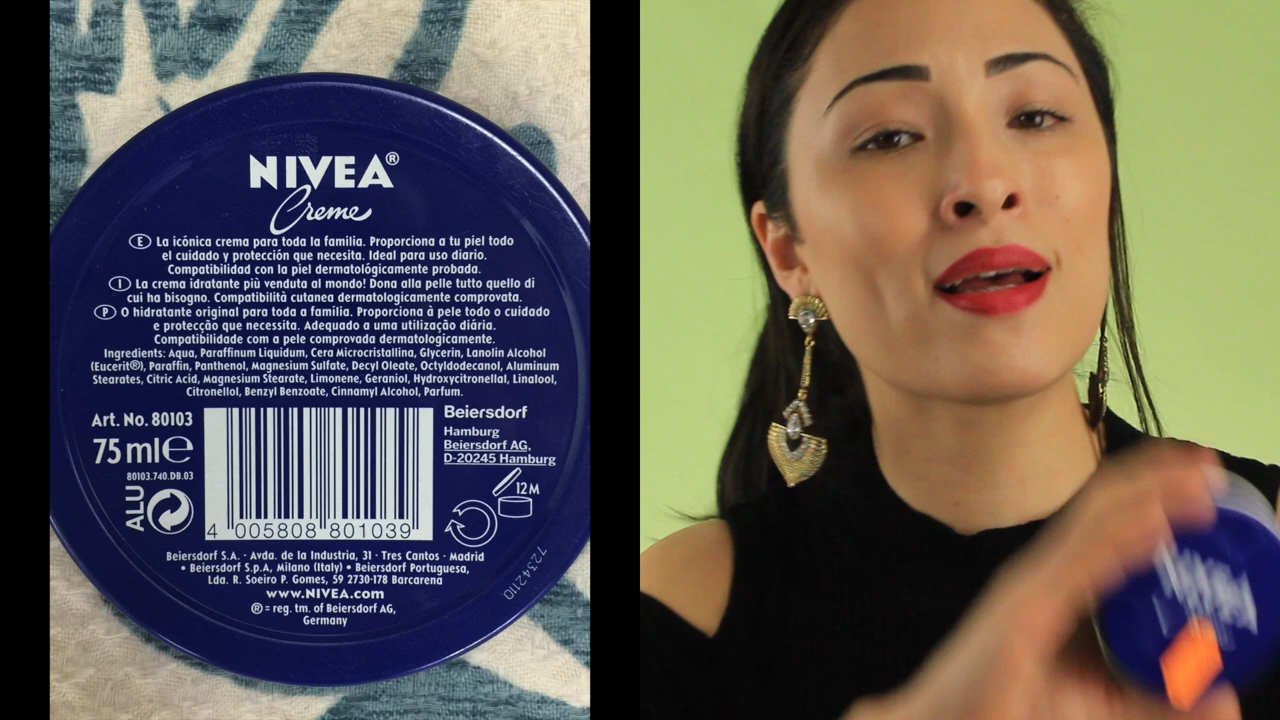 NIVEA®
Creme
E La icónica crema para toda la familia. Proporciona a tu piel todo
el cuidado y protección que necesita. Ideal para uso diario.
Compatibilidad con la piel dermatológicamente probada.
I La crema idratante più venduta al mondo! Dona alla pelle tutto quello di
cui ha bisogno. Compatibilità cutanea dermatologicamente comprovata.
P O hidratante original para toda a família. Proporciona à pele todo o cuidado
e protecção que necesita. Adequado a uma utilização diária.
Compatibilidade com a pele comprovada dermatologicamente.
Ingredients: Aqua, Paraffinum Liquidum, Cera Microcristallina, Glycerin, Lanolin Alcohol
(Eucerit®), Paraffin, Panthenol, Magnesium Sulfate, Decyl Oleate, Octyldodecanol, Aluminum
Stearates, Citric Acid, Magnesium Stearate, Limonene, Geraniol, Hydroxycitronellal, Linalool,
Citronellol, Benzyl Benzoate, Cinnamyl Alcohol, Parfum.
Art. No. 80103
75 ml e
80103.740.DB.03
ALU
4 005808 801039
Beiersdorf
Hamburg
Beiersdorf AG,
D-20245 Hamburg
12M
Beiersdorf S.A. · Avda. de la Industria, 31 · Tres Cantos · Madrid
• Beiersdorf S.p.A, Milano (Italy) • Beiersdorf Portuguesa,
Lda. R. Soeiro P. Gomes, 59 2730-178 Barcarena
www.NIVEA.com
® = reg. tm. of Beiersdorf AG,
Germany
72342110